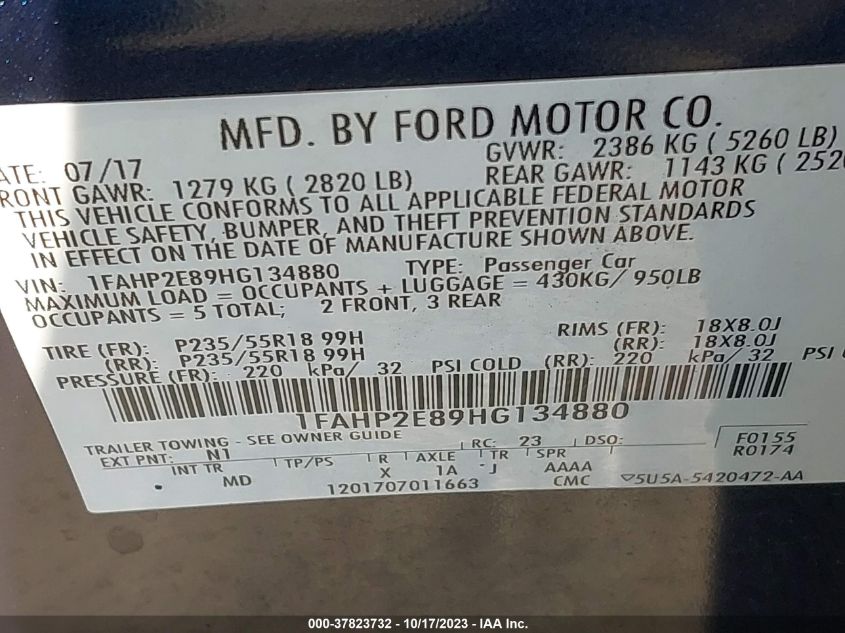 MFD. BY FORD MOTOR CO.
ATE: 07/17 GVWR: 2386 KG ( 5260 LB)
RONT GAWR: 1279 KG ( 2820 LB) REAR GAWR: 1143 KG ( 2520
THIS VEHICLE CONFORMS TO ALL APPLICABLE FEDERAL MOTOR
VEHICLE SAFETY, BUMPER, AND THEFT PREVENTION STANDARDS
IN EFFECT ON THE DATE OF MANUFACTURE SHOWN ABOVE.
VIN: 1FAHP2E89HG134880 TYPE: Passenger Car
MAXIMUM LOAD = OCCUPANTS + LUGGAGE = 430KG/ 950LB
OCCUPANTS = 5 TOTAL; 2 FRONT, 3 REAR
TIRE (FR): P235/55R18 99H RIMS (FR): 18X8.0J
(RR): P235/55R18 99H (RR): 18X8.0J
PRESSURE (FR): 220 kPa/ 32 PSI COLD (RR): 220 kPa/ 32 PSI
1FAHP2E89HG134880
TRAILER TOWING - SEE OWNER GUIDE RC: 23 DSO: F0155
EXT PNT: N1 R0174
INT TR TP/PS R AXLE TR SPR
MD X 1A J AAAA
1201707011663 CMC 5U5A-5420472-AA
000-37823732 - 10/17/2023 - IAA Inc.